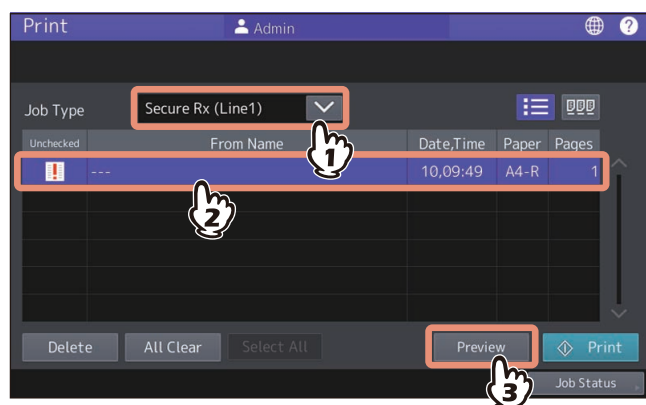 Print Admin ?
Job Type Secure Rx (Line1)
1
Unchecked From Name Date,Time Paper Pages
! --- 10,09:49 A4-R 1
2
Delete All Clear Select All Preview Print
3
Job Status